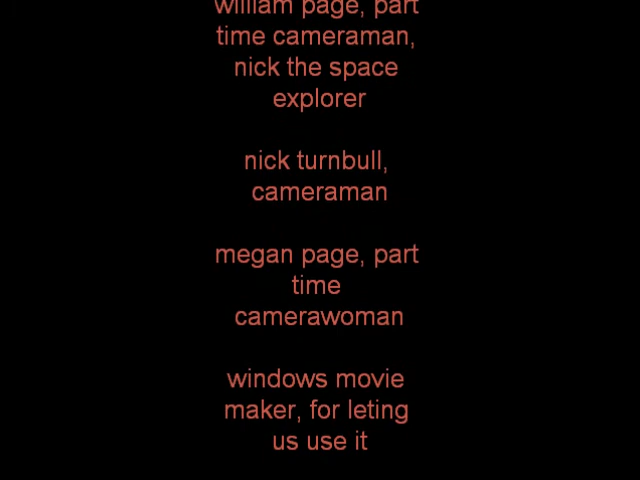 william page, part
time cameraman,
nick the space
explorer
nick turnbull,
cameraman
megan page, part
time
camerawoman
windows movie
maker, for leting
us use it